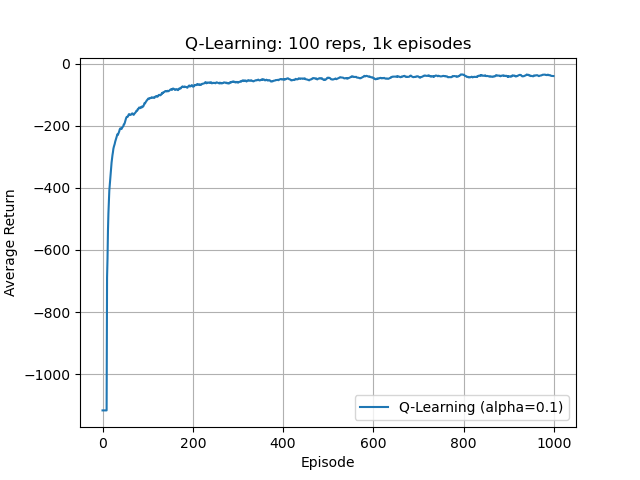 Q-Learning: 100 reps, 1k episodes
0
−200
−400
−600
−800
−1000
Average Return
Q-Learning (alpha=0.1)
0 200 400 600 800 1000
Episode